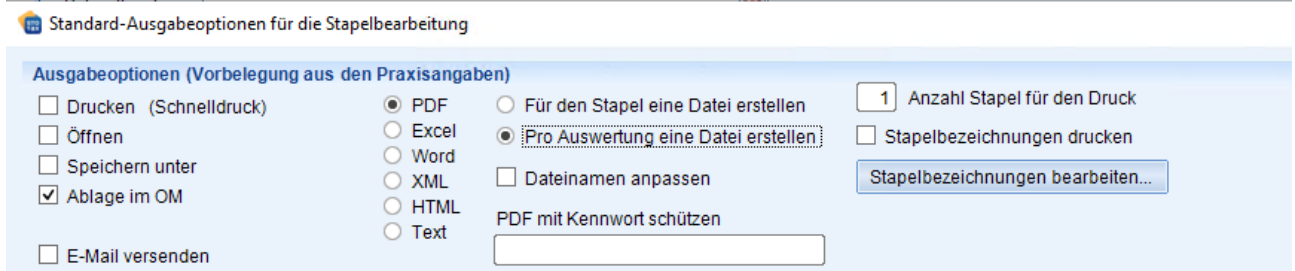 Standard-Ausgabeoptionen für die Stapelbearbeitung
Ausgabeoptionen (Vorbelegung aus den Praxisangaben)
Drucken (Schnelldruck)
Öffnen
Speichern unter
Ablage im OM
E-Mail versenden
PDF
Excel
Word
XML
HTML
Text
Für den Stapel eine Datei erstellen
Pro Auswertung eine Datei erstellen
Dateinamen anpassen
PDF mit Kennwort schützen
1 Anzahl Stapel für den Druck
Stapelbezeichnungen drucken
Stapelbezeichnungen bearbeiten...